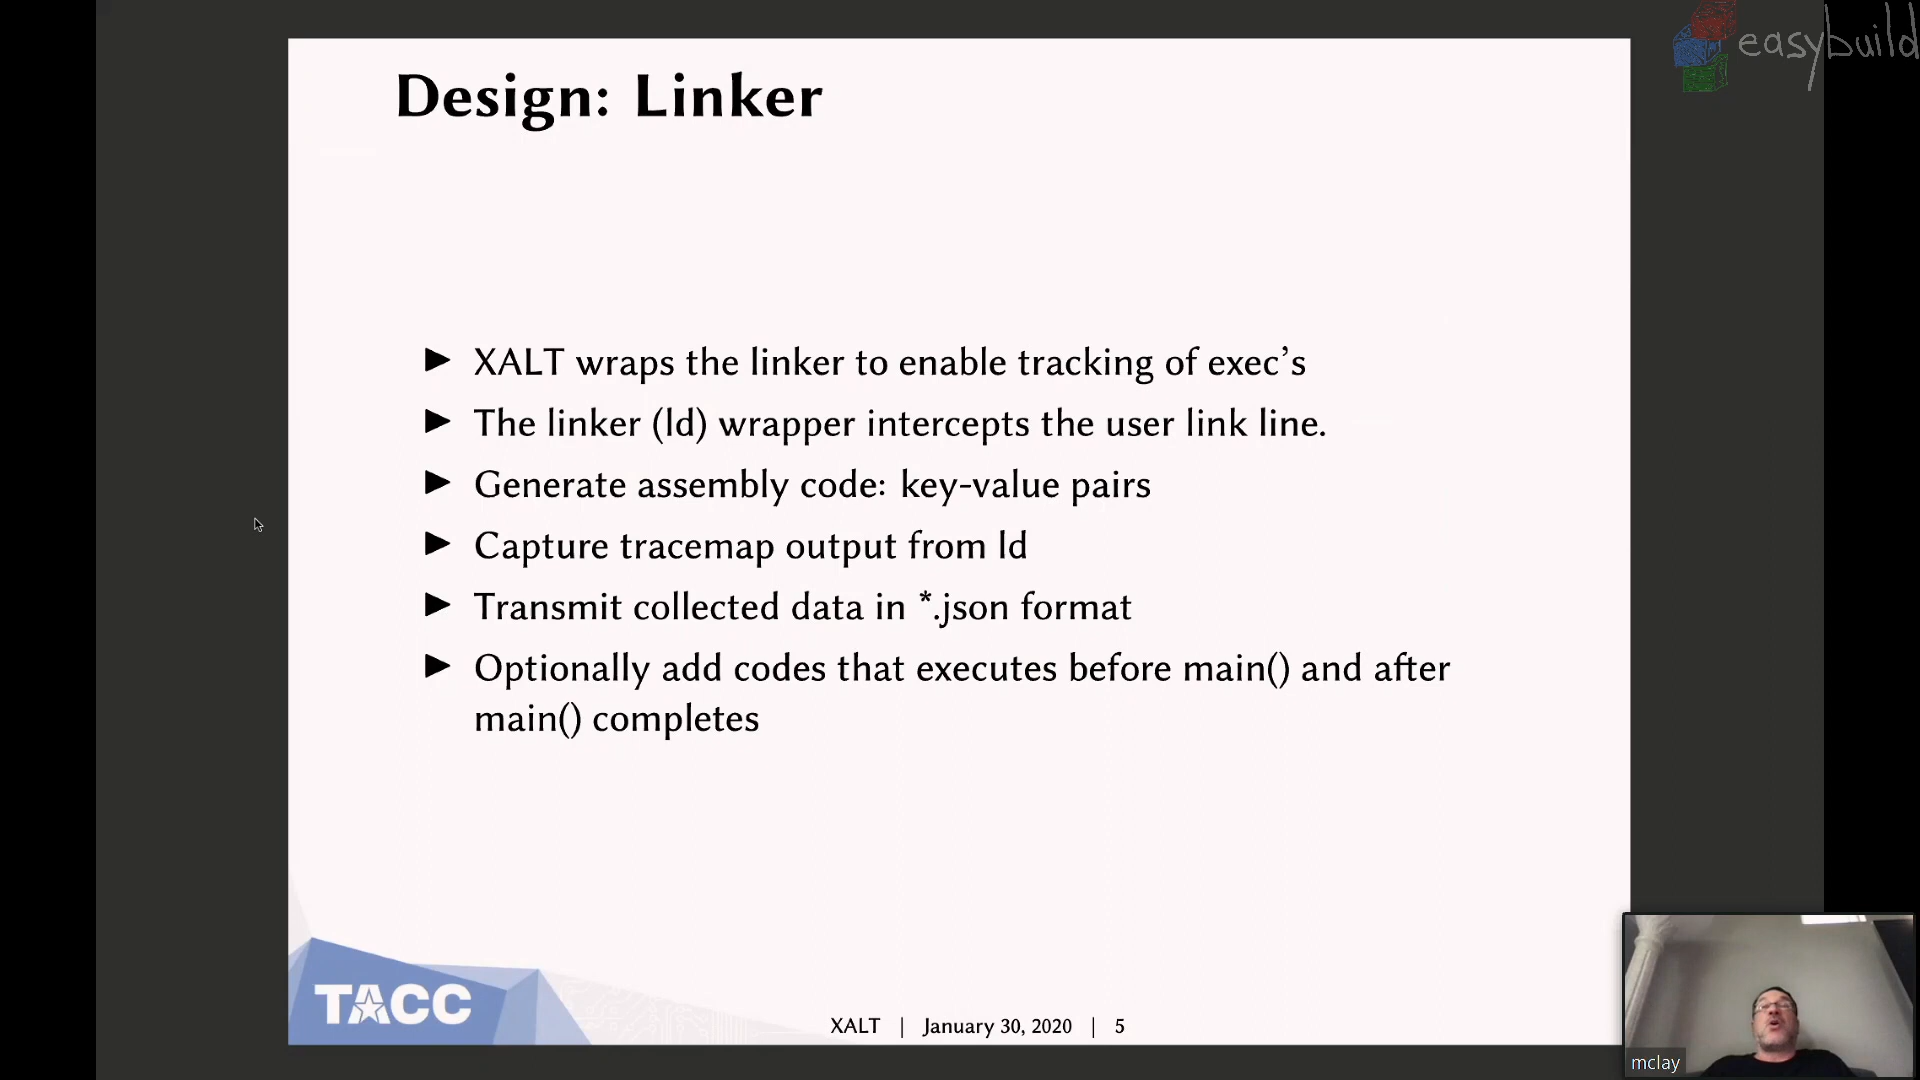 easybuild
Design: Linker
▶ XALT wraps the linker to enable tracking of exec’s
▶ The linker (ld) wrapper intercepts the user link line.
▶ Generate assembly code: key-value pairs
▶ Capture tracemap output from ld
▶ Transmit collected data in *.json format
▶ Optionally add codes that executes before main() and after
main() completes
TACC
XALT | January 30, 2020 | 5
mclay